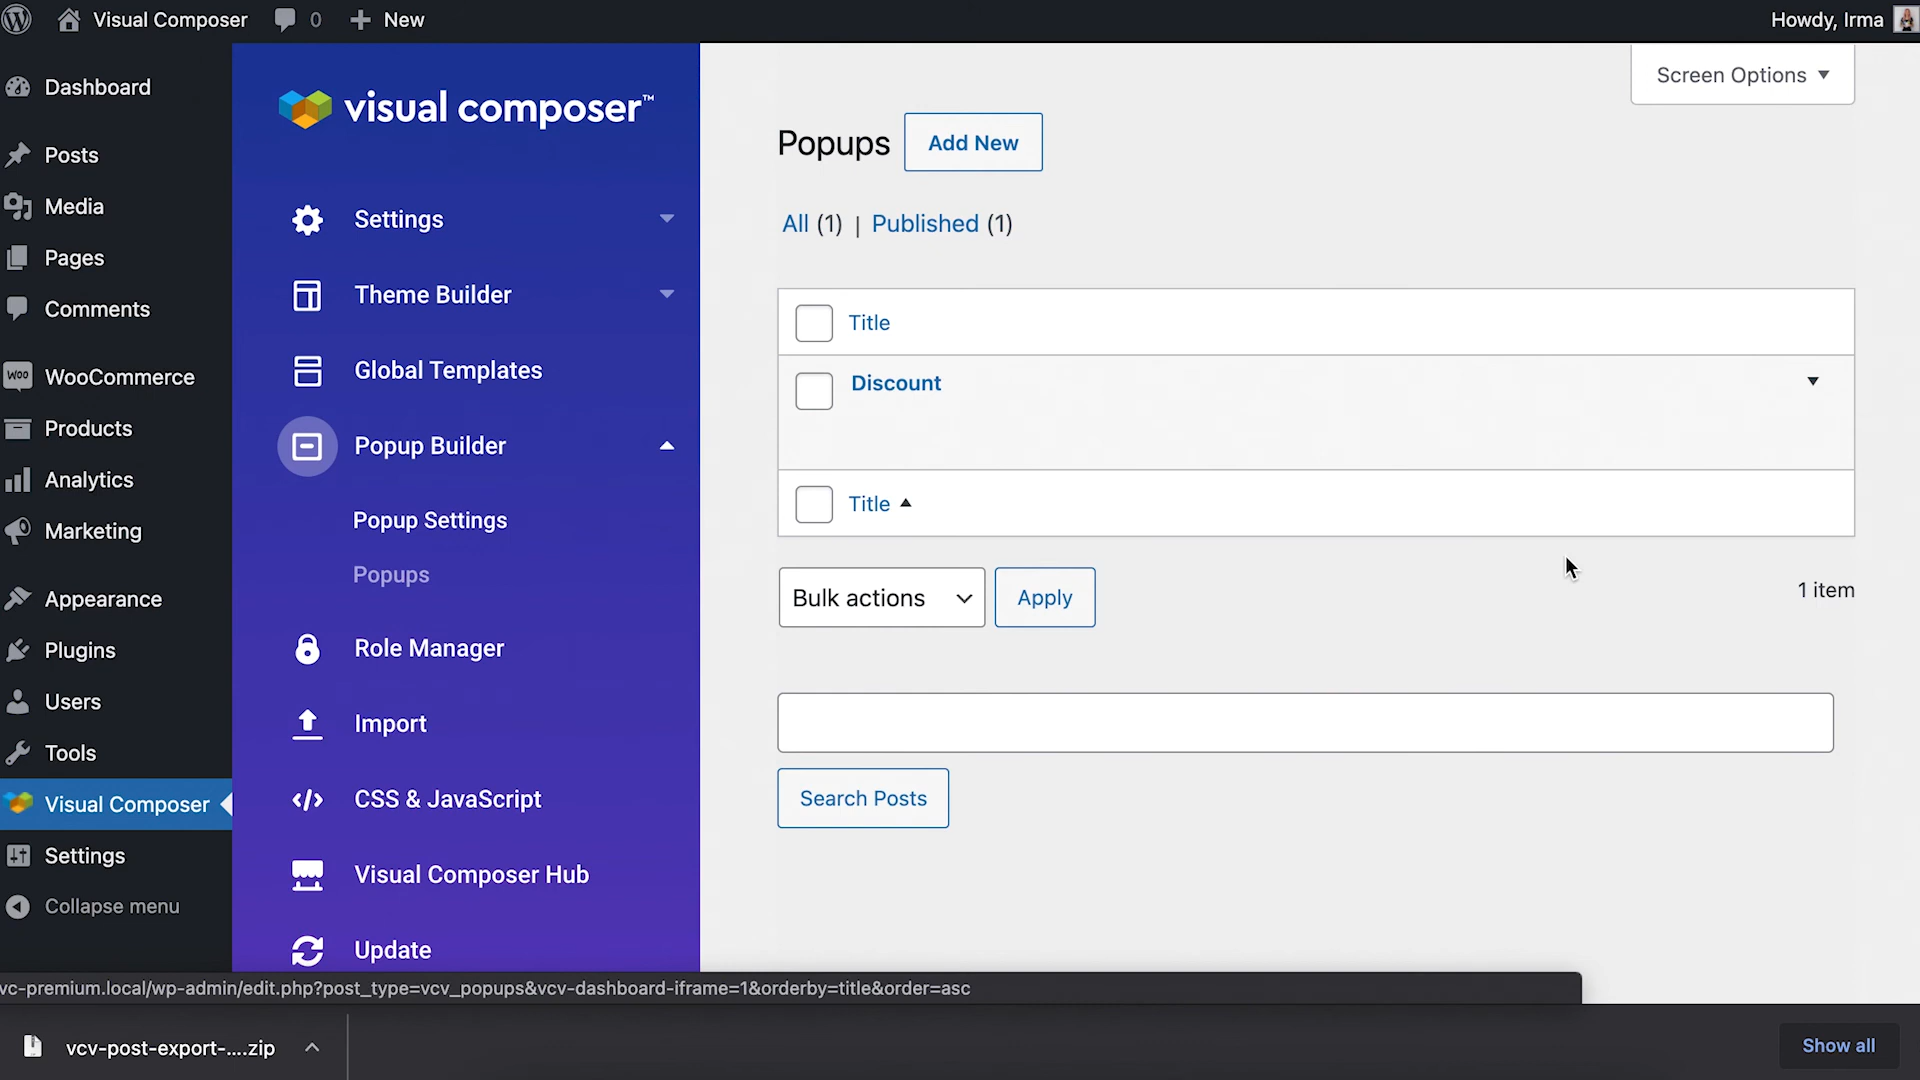 Visual Composer 0 New Howdy, Irma
Dashboard
Posts
Media
Pages
Comments
WOO WooCommerce
Products
Analytics
Marketing
Appearance
Plugins
Users
Tools
Visual Composer
Settings
Collapse menu
visual composer™
Settings
Theme Builder
Global Templates
Popup Builder
Popup Settings
Popups
Role Manager
Import
</> CSS & JavaScript
Visual Composer Hub
Update
Screen Options
Popups Add New
All (1) | Published (1)
Title
Discount
Title
Bulk actions Apply
1 item
Search Posts
vc-premium.local/wp-admin/edit.php?post_type=vcv_popups&vcv-dashboard-iframe=1&orderby=title&order=asc
vcv-post-export-....zip
Show all